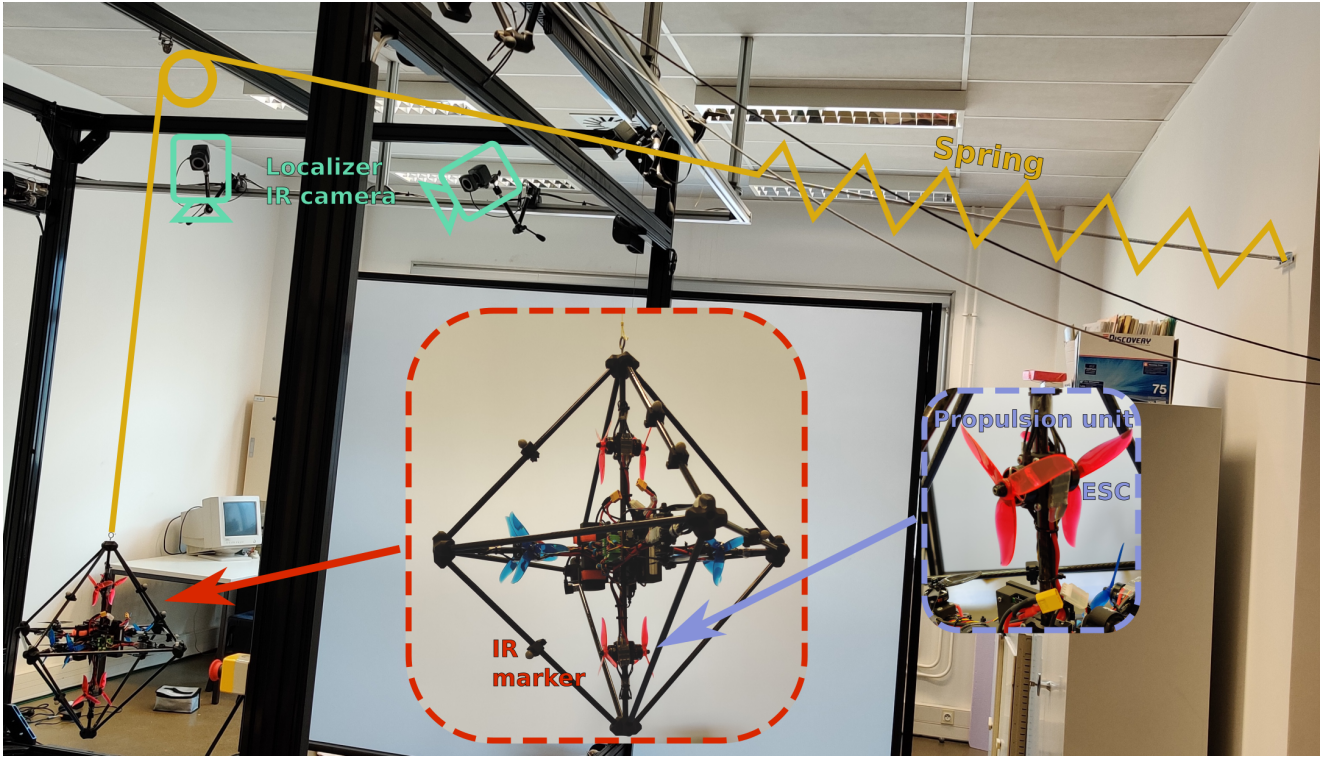 Localizer
IR camera
Spring
DISCOVERY
75
Propulsion unit
ESC
IR
marker